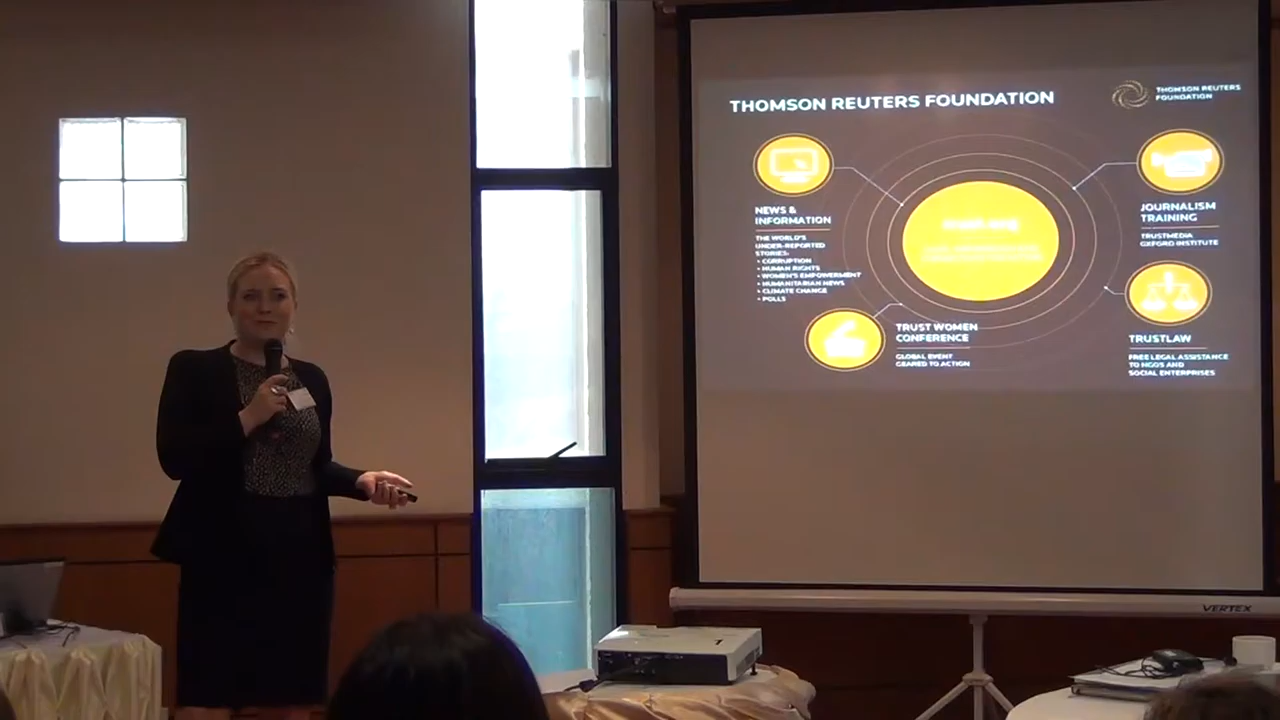 THOMSON REUTERS FOUNDATION
THOMSON REUTERS
FOUNDATION
NEWS &
INFORMATION
THE WORLD'S
UNDER-REPORTED
STORIES:
• CORRUPTION
• HUMAN RIGHTS
• WOMEN'S EMPOWERMENT
• HUMANITARIAN NEWS
• CLIMATE CHANGE
• POLLS
TRUST WOMEN
CONFERENCE
GLOBAL EVENT
GEARED TO ACTION
JOURNALISM
TRAINING
TRUSTMEDIA
OXFORD INSTITUTE
TRUSTLAW
FREE LEGAL ASSISTANCE
TO NGOS AND
SOCIAL ENTERPRISES
VERTEX